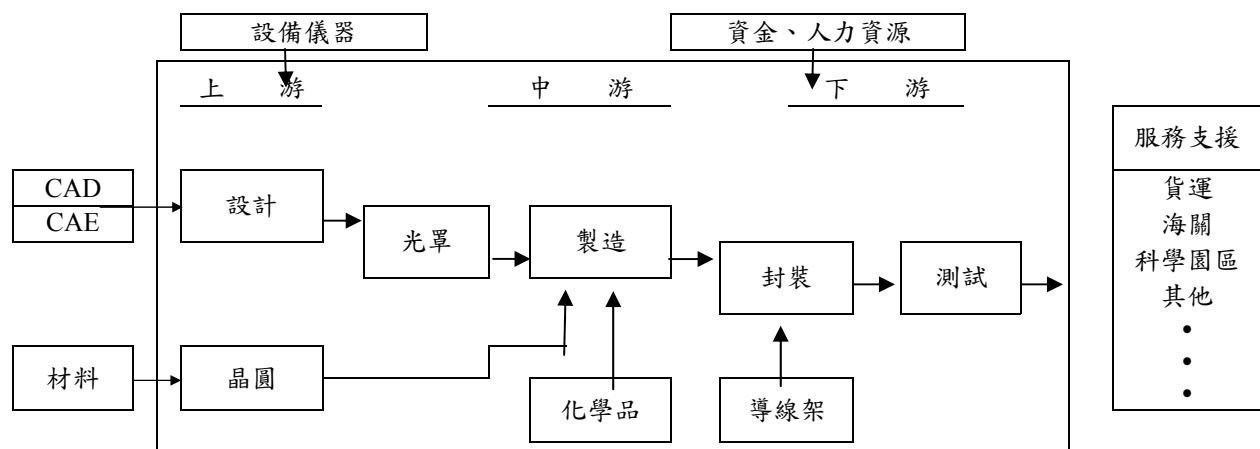 設備儀器
資金、人力資源
上 游
中 游
下 游
服務支援
貨運
海關
科學園區
其他
•
•
•
CAD
CAE
設計
光罩
製造
封裝
測試
材料
晶圓
化學品
導線架